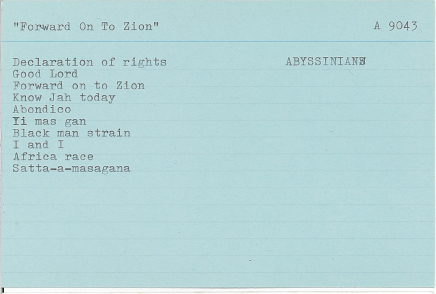 "Forward On To Zion" A 9043
Declaration of rights ABYSSINIANS
Good Lord
Forward on to Zion
Know Jah today
Abondico
Yi mas gan
Black man strain
I and I
Africa race
Satta-a-masagana